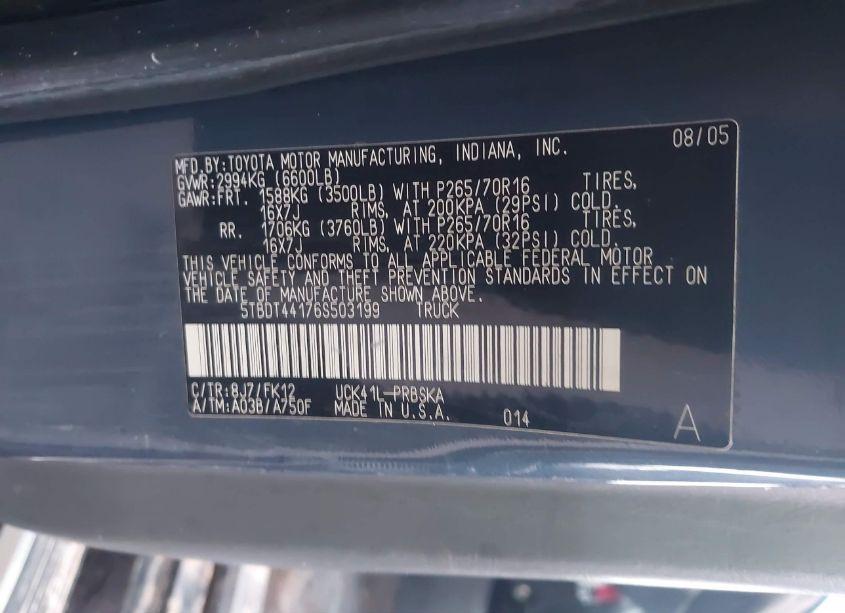 08/05
MFD.BY:TOYOTA MOTOR MANUFACTURING, INDIANA, INC.
GVWR:2994KG (6600LB)
GAWR:FRT. 1588KG (3500LB) WITH P265/70R16 TIRES,
16X7J RIMS, AT 200KPA (29PSI) COLD.
RR. 1706KG (3760LB) WITH P265/70R16 TIRES,
16X7J RIMS, AT 220KPA (32PSI) COLD.
THIS VEHICLE CONFORMS TO ALL APPLICABLE FEDERAL MOTOR
VEHICLE SAFETY AND THEFT PREVENTION STANDARDS IN EFFECT ON
THE DATE OF MANUFACTURE SHOWN ABOVE.
5TBDT44176S503199 TRUCK
C/TR:8J7/FK12 UCK41L-PRBSKA
A/TM:A03B/A750F MADE IN U.S.A. 014
A